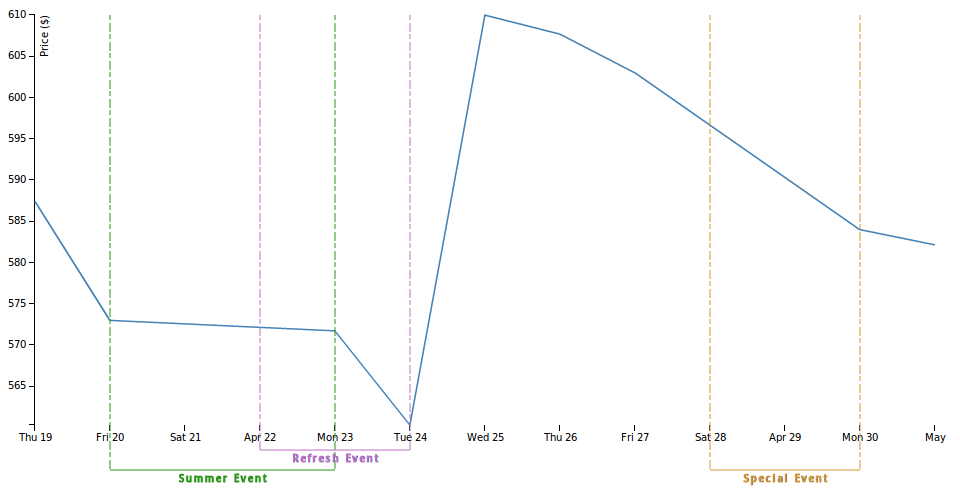 Price ($)
610
605
600
595
590
585
580
575
570
565
Thu 19 Fri 20 Sat 21 Apr 22 Mon 23 Tue 24 Wed 25 Thu 26 Fri 27 Sat 28 Apr 29 Mon 30 May
Refresh Event
Summer Event Special Event